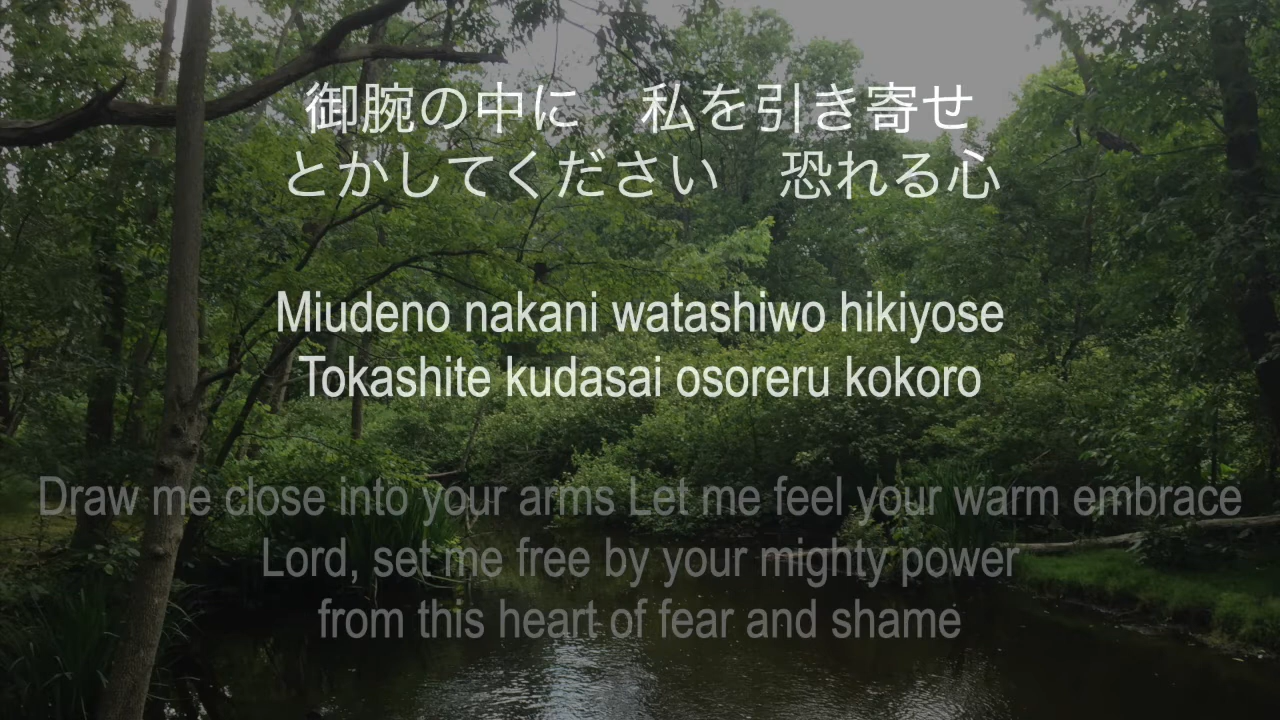 御腕の中に　私を引き寄せ
とかしてください　恐れる心
Miudeno nakani watashiwo hikiyose
Tokashite kudasai osoreru kokoro
Draw me close into your arms Let me feel your warm embrace
Lord, set me free by your mighty power
from this heart of fear and shame